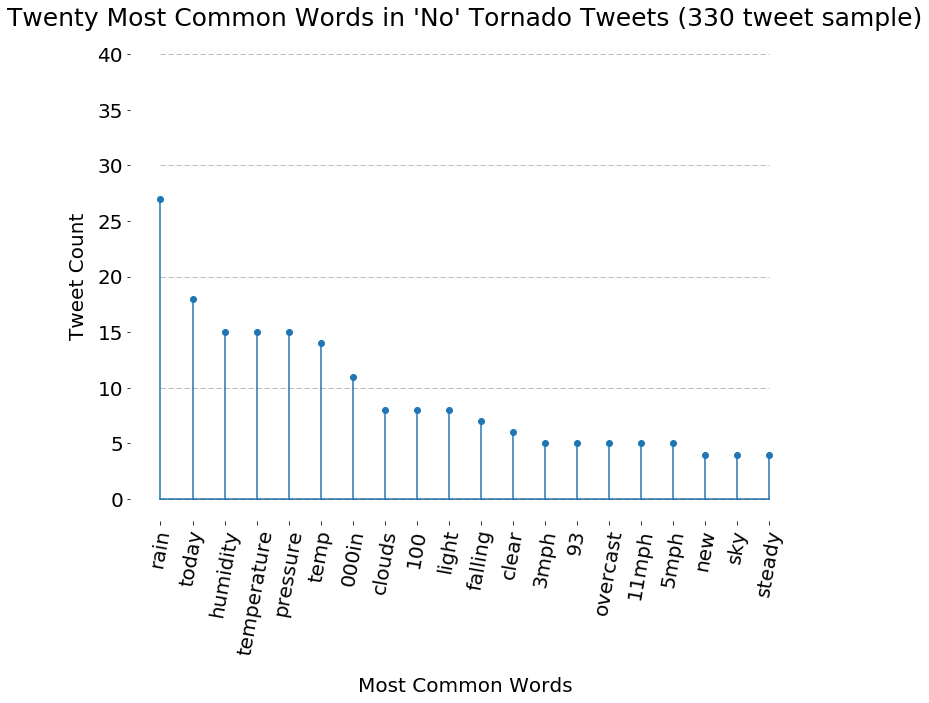 Twenty Most Common Words in 'No' Tornado Tweets (330 tweet sample)
40
35
30
25
20
15
10
5
0
Tweet Count
rain
today
humidity
temperature
pressure
temp
000in
clouds
100
light
falling
clear
3mph
93
overcast
11mph
5mph
new
sky
steady
Most Common Words